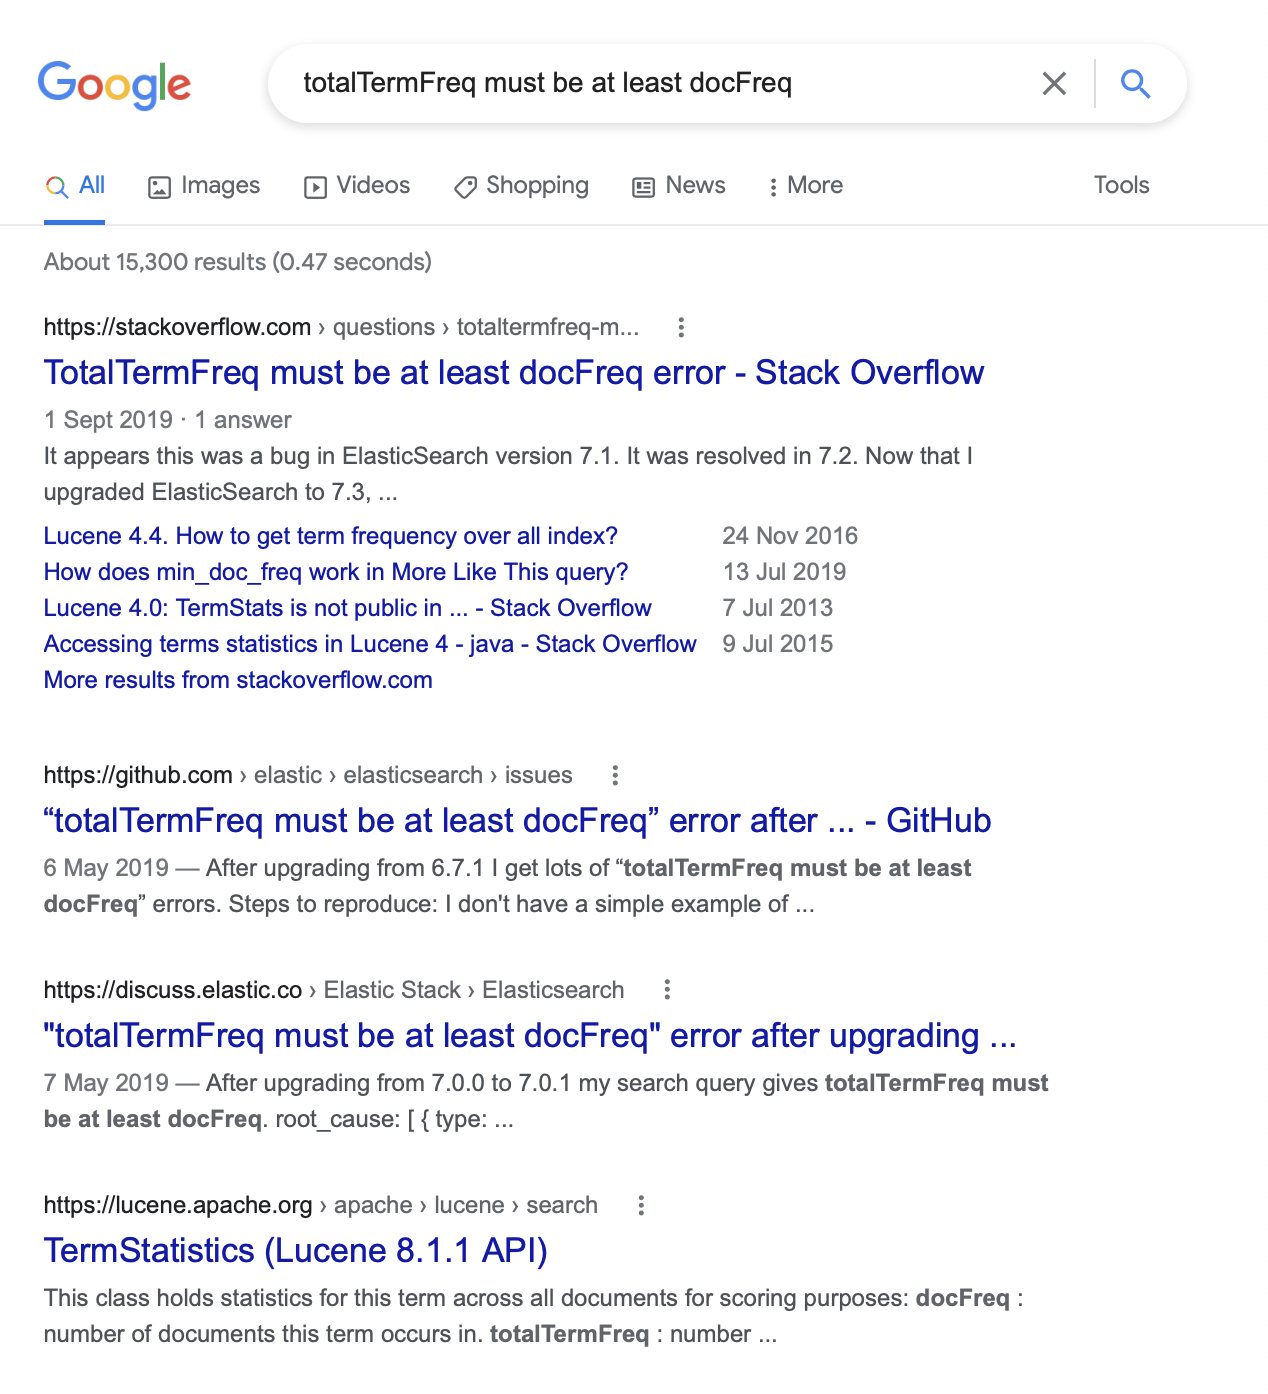 Google
totalTermFreq must be at least docFreq
All Images Videos Shopping News More Tools
About 15,300 results (0.47 seconds)
https://stackoverflow.com › questions › totaltermfreq-m...
TotalTermFreq must be at least docFreq error - Stack Overflow
1 Sept 2019 · 1 answer
It appears this was a bug in ElasticSearch version 7.1. It was resolved in 7.2. Now that I
upgraded ElasticSearch to 7.3, ...
Lucene 4.4. How to get term frequency over all index? 24 Nov 2016
How does min_doc_freq work in More Like This query? 13 Jul 2019
Lucene 4.0: TermStats is not public in ... - Stack Overflow 7 Jul 2013
Accessing terms statistics in Lucene 4 - java - Stack Overflow 9 Jul 2015
More results from stackoverflow.com
https://github.com › elastic › elasticsearch › issues
“totalTermFreq must be at least docFreq” error after ... - GitHub
6 May 2019 — After upgrading from 6.7.1 I get lots of “totalTermFreq must be at least
docFreq” errors. Steps to reproduce: I don't have a simple example of ...
https://discuss.elastic.co › Elastic Stack › Elasticsearch
"totalTermFreq must be at least docFreq" error after upgrading ...
7 May 2019 — After upgrading from 7.0.0 to 7.0.1 my search query gives totalTermFreq must
be at least docFreq. root_cause: [ { type: ...
https://lucene.apache.org › apache › lucene › search
TermStatistics (Lucene 8.1.1 API)
This class holds statistics for this term across all documents for scoring purposes: docFreq :
number of documents this term occurs in. totalTermFreq : number ...